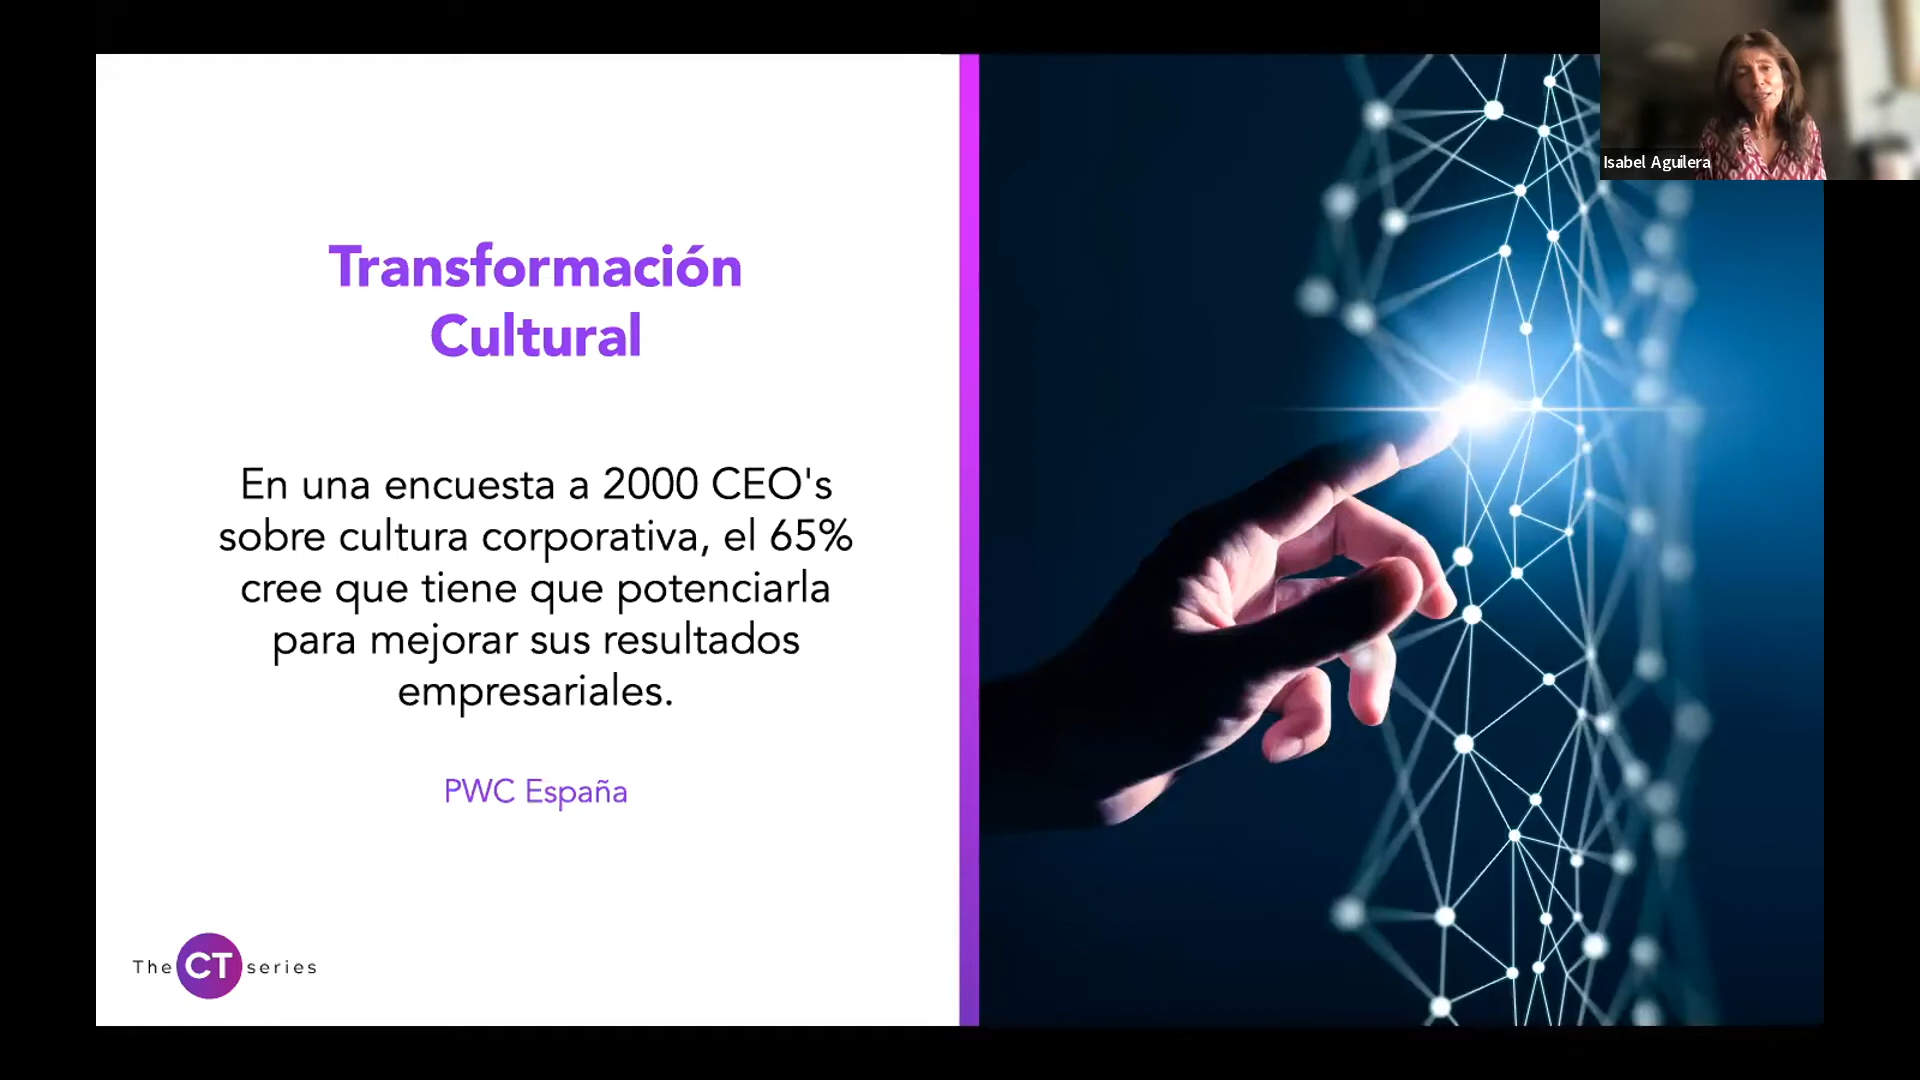 Isabel Aguilera
Transformación
Cultural
En una encuesta a 2000 CEO's
sobre cultura corporativa, el 65%
cree que tiene que potenciarla
para mejorar sus resultados
empresariales.
PWC España
The CT series